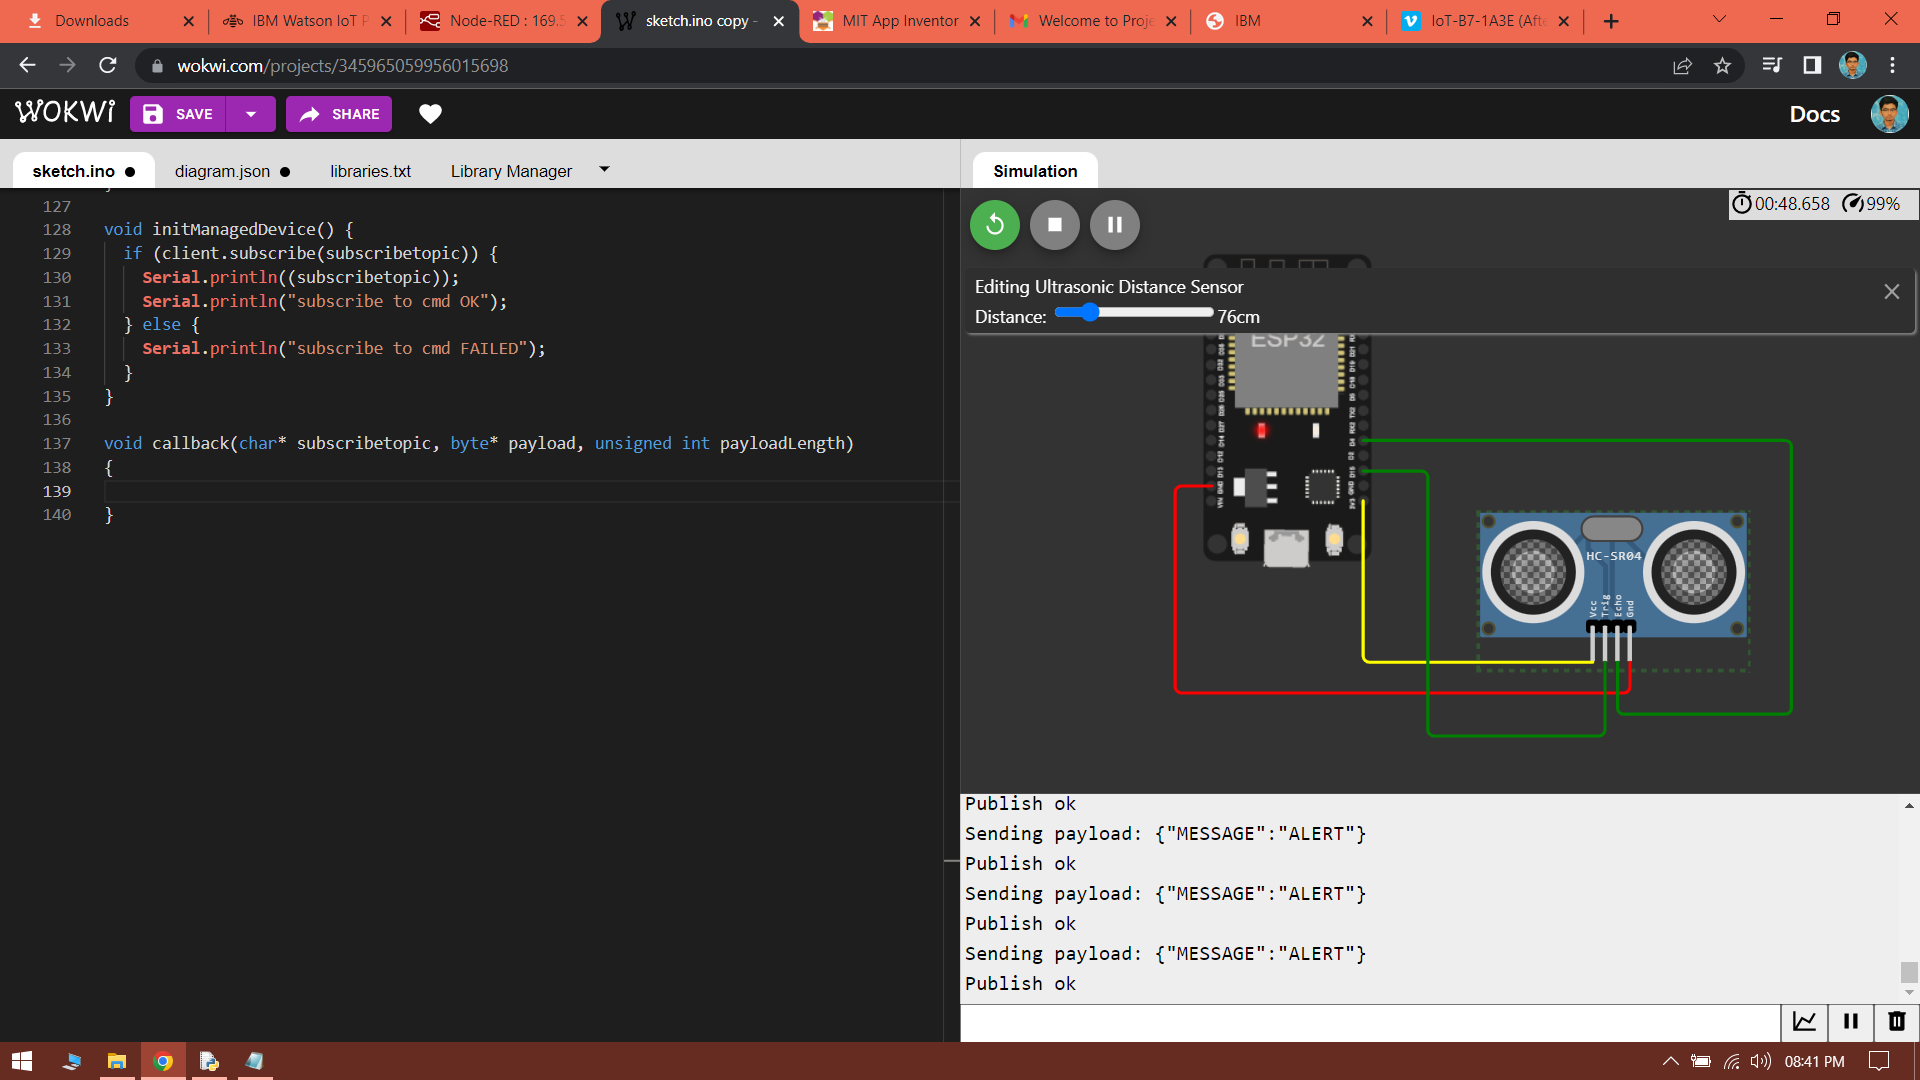 Downloads
IBM Watson IoT P
Node-RED : 169.5
sketch.ino copy -
MIT App Inventor
Welcome to Proje
IBM
IoT-B7-1A3E (Afte
wokwi.com/projects/345965059956015698
WOKWi
SAVE
SHARE
Docs
sketch.ino
diagram.json
libraries.txt
Library Manager
Simulation
127
128 void initManagedDevice() {
129 if (client.subscribe(subscribetopic)) {
130 Serial.println((subscribetopic));
131 Serial.println("subscribe to cmd OK");
132 } else {
133 Serial.println("subscribe to cmd FAILED");
134 }
135 }
136
137 void callback(char* subscribetopic, byte* payload, unsigned int payloadLength)
138 {
139
140 }
00:48.658
99%
Editing Ultrasonic Distance Sensor
Distance: 76cm
ESP32
HC-SR04
Vcc
Trig
Echo
Gnd
Publish ok
Sending payload: {"MESSAGE":"ALERT"}
Publish ok
Sending payload: {"MESSAGE":"ALERT"}
Publish ok
Sending payload: {"MESSAGE":"ALERT"}
Publish ok
08:41 PM